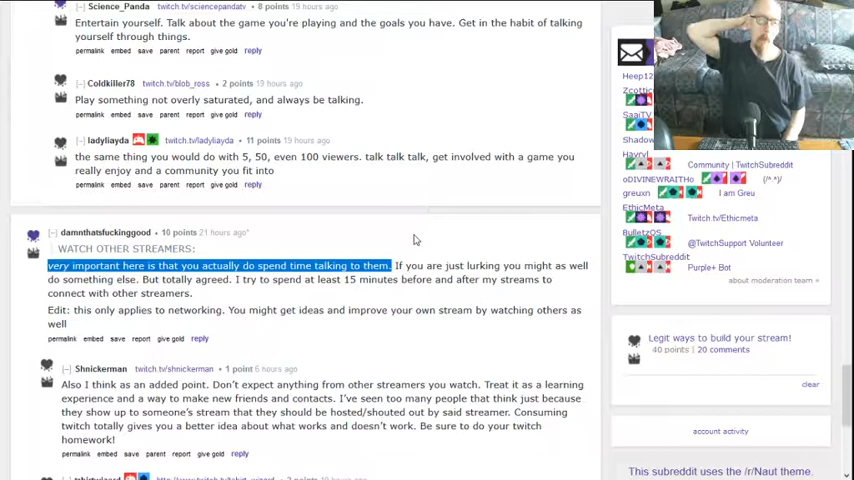 Science_Panda twitch.tv/sciencepandatv • 8 points 19 hours ago
Entertain yourself. Talk about the game you're playing and the goals you have. Get in the habit of talking
yourself through things.
permalink embed save parent report give gold reply
[–] Coldkiller78 twitch.tv/blob_ross • 2 points 19 hours ago
Play something not overly saturated, and always be talking.
permalink embed save parent report give gold reply
[–] ladyliayda twitch.tv/ladyliayda • 11 points 19 hours ago
the same thing you would do with 5, 50, even 100 viewers. talk talk talk, get involved with a game you
really enjoy and a community you fit into
permalink embed save parent report give gold reply
[–] damnthatsfuckinggood • 10 points 21 hours ago*
WATCH OTHER STREAMERS:
very important here is that you actually do spend time talking to them. If you are just lurking you might as well
do something else. But totally agreed. I try to spend at least 15 minutes before and after my streams to
connect with other streamers.
Edit: this only applies to networking. You might get ideas and improve your own stream by watching others as
well
permalink embed save report give gold reply
[–] Shnickerman twitch.tv/shnickerman • 1 point 6 hours ago
Also I think as an added point. Don't expect anything from other streamers you watch. Treat it as a learning
experience and a way to make new friends and contacts. I've seen too many people that think just because
they show up to someone's stream that they should be hosted/shouted out by said streamer. Consuming
twitch totally gives you a better idea about what works and doesn't work. Be sure to do your twitch
homework!
permalink embed save parent report give gold reply
Heep12
Zcottic
SaaiTV
Shadow
Community | TwitchSubreddit
oDIVINEWRAITHo (/^.^)/
greuxn I am Greu
EthicMeta
Twitch.tv/Ethicmeta
BulletzOS
@TwitchSupport Volunteer
TwitchSubreddit
Purple+ Bot
about moderation team »
Legit ways to build your stream!
40 points | 20 comments
clear
account activity
This subreddit uses the /r/Naut theme.